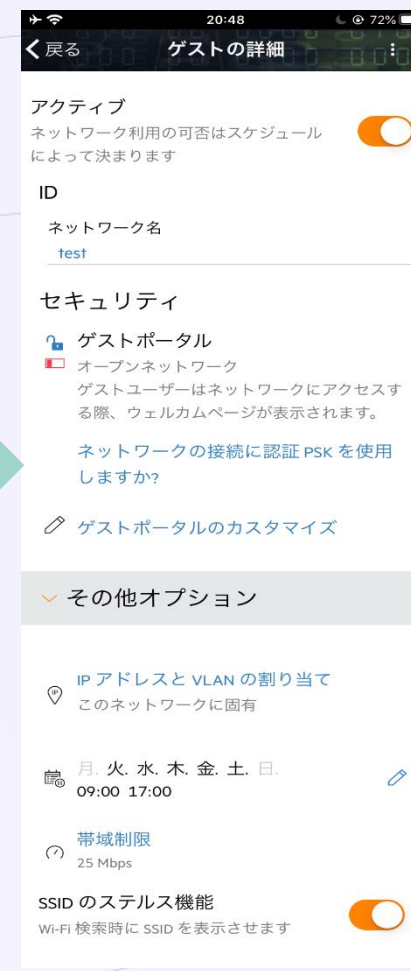 20:48
72%
戻る
ゲストの詳細
アクティブ
ネットワーク利用の可否はスケジュール
によって決まります
ID
ネットワーク名
test
セキュリティ
ゲストポータル
オープンネットワーク
ゲストユーザーはネットワークにアクセスす
る際、ウェルカムページが表示されます。
ネットワークの接続に認証 PSK を使用
しますか?
ゲストポータルのカスタマイズ
その他オプション
IP アドレスと VLAN の割り当て
このネットワークに固有
月. 火. 水. 木. 金. 土. 日.
09:00 17:00
帯域制限
25 Mbps
SSID のステルス機能
Wi-Fi 検索時に SSID を表示させます